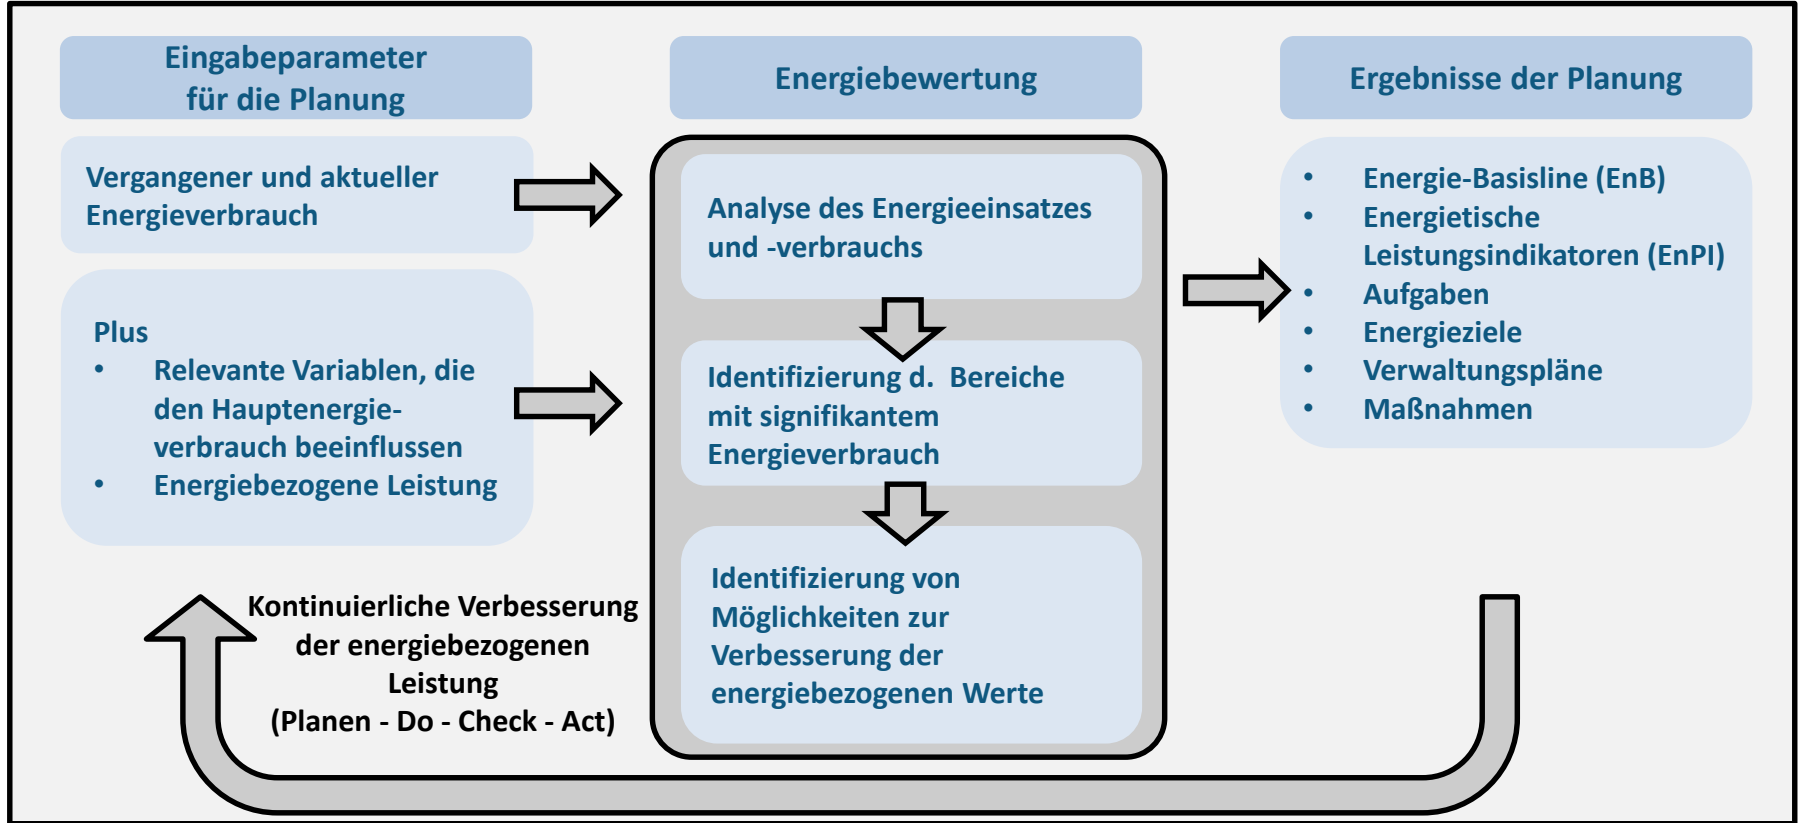 Eingabeparameter
für die Planung
Vergangener und aktueller
Energieverbrauch
Plus
• Relevante Variablen, die
den Hauptenergie-
verbrauch beeinflussen
• Energiebezogene Leistung
Kontinuierliche Verbesserung
der energiebezogenen
Leistung
(Planen - Do - Check - Act)
Energiebewertung
Analyse des Energieeinsatzes
und -verbrauchs
Identifizierung d. Bereiche
mit signifikantem
Energieverbrauch
Identifizierung von
Möglichkeiten zur
Verbesserung der
energiebezogenen Werte
Ergebnisse der Planung
• Energie-Basisline (EnB)
• Energietische
Leistungsindikatoren (EnPI)
• Aufgaben
• Energieziele
• Verwaltungspläne
• Maßnahmen